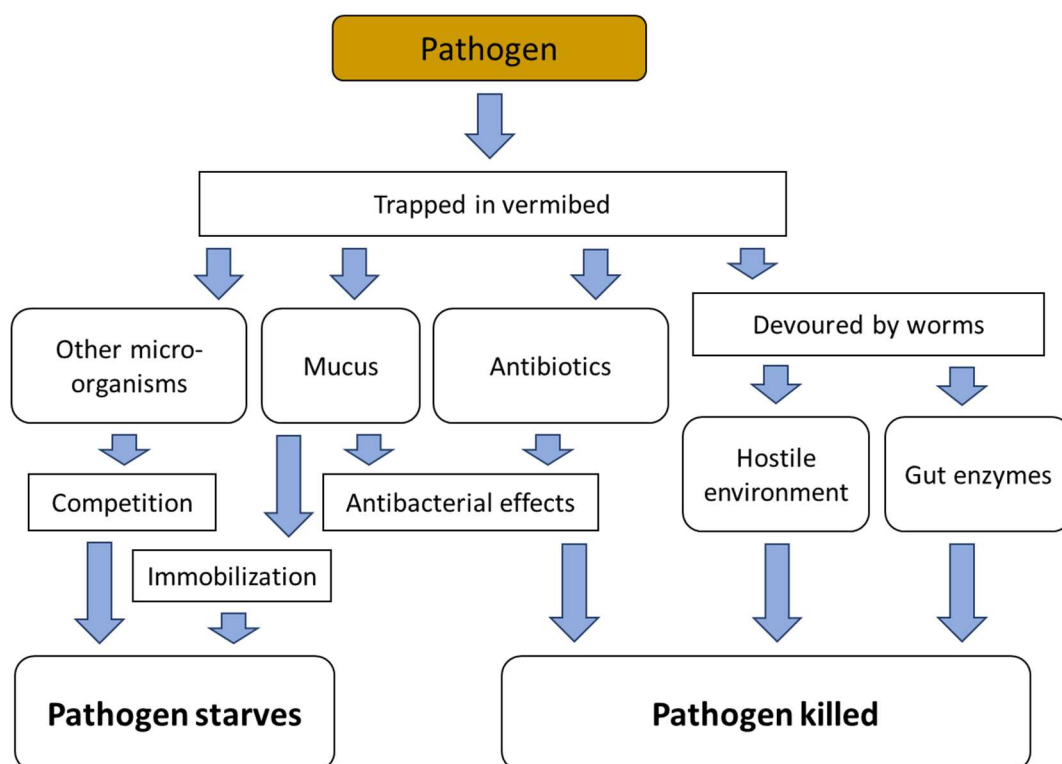 Pathogen
Trapped in vermibed
Other micro-
organisms
Mucus
Antibiotics
Devoured by worms
Hostile
environment
Gut enzymes
Competition
Antibacterial effects
Immobilization
Pathogen starves
Pathogen killed